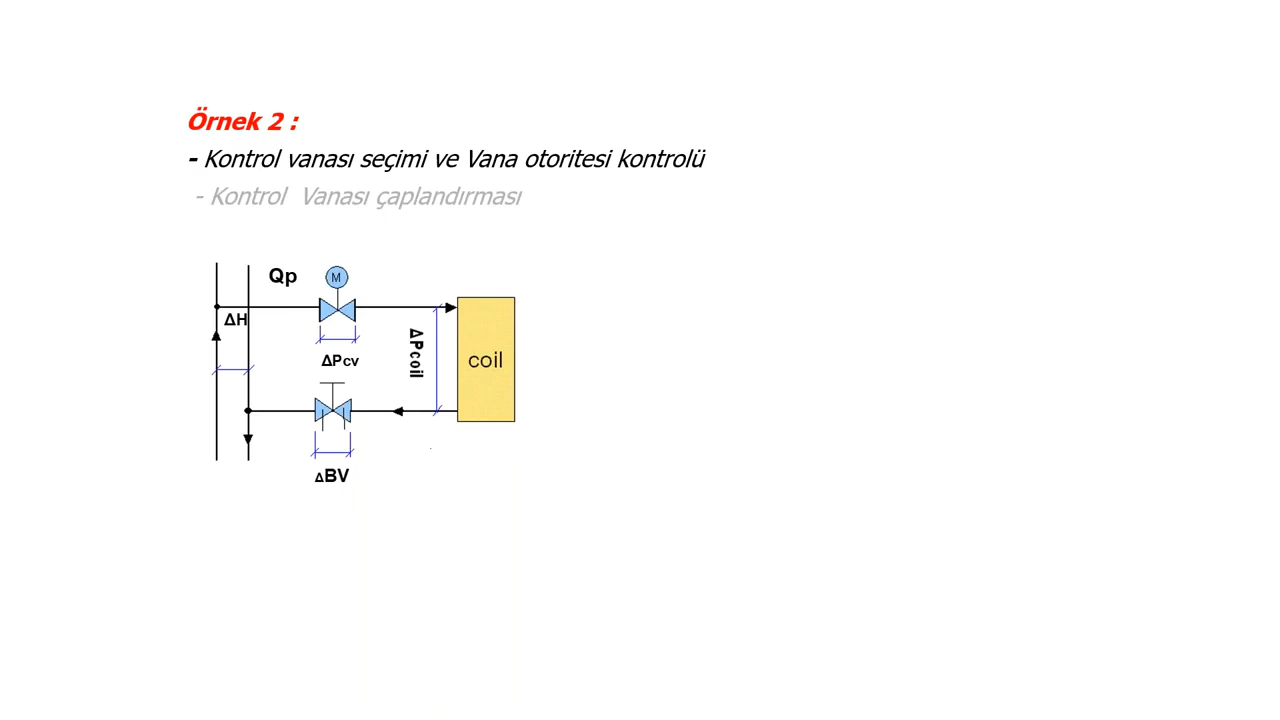 Örnek 2 :
- Kontrol vanası seçimi ve Vana otoritesi kontrolü
- Kontrol  Vanası çaplandırması
Qp
M
ΔH
ΔPcv
ΔPcoil
coil
ΔBV